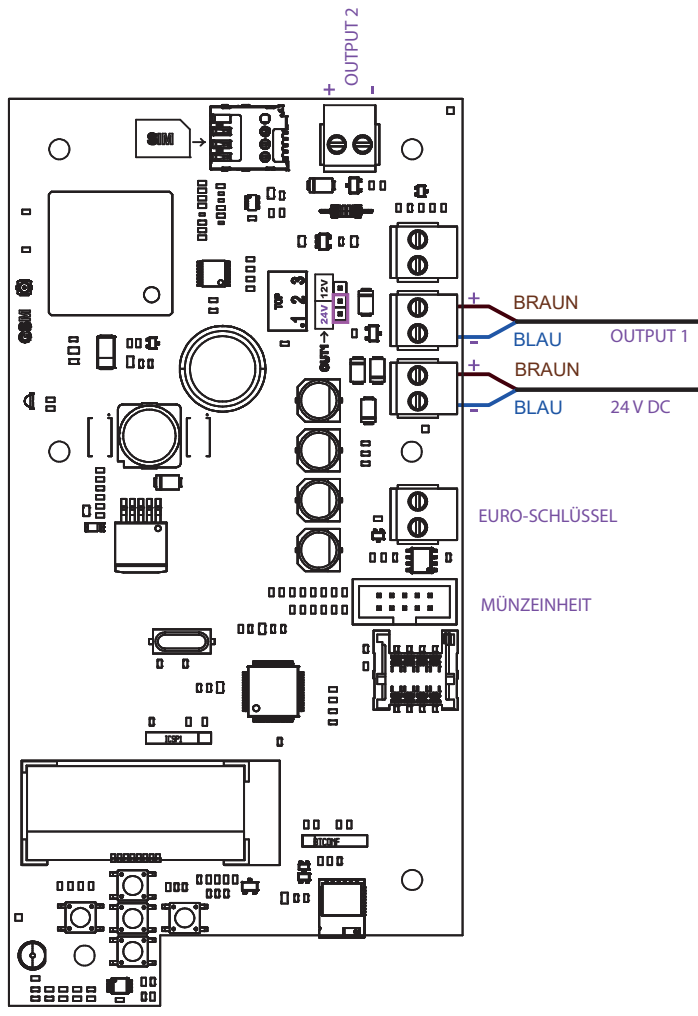 OUTPUT 2
+ -
SIM
GSM
TOP
.1 2 3
24V 12V
OUT1→
+ BRAUN
- BLAU
OUTPUT 1
+ BRAUN
- BLAU
24 V DC
EURO-SCHLÜSSEL
MÜNZEINHEIT
ICSP1